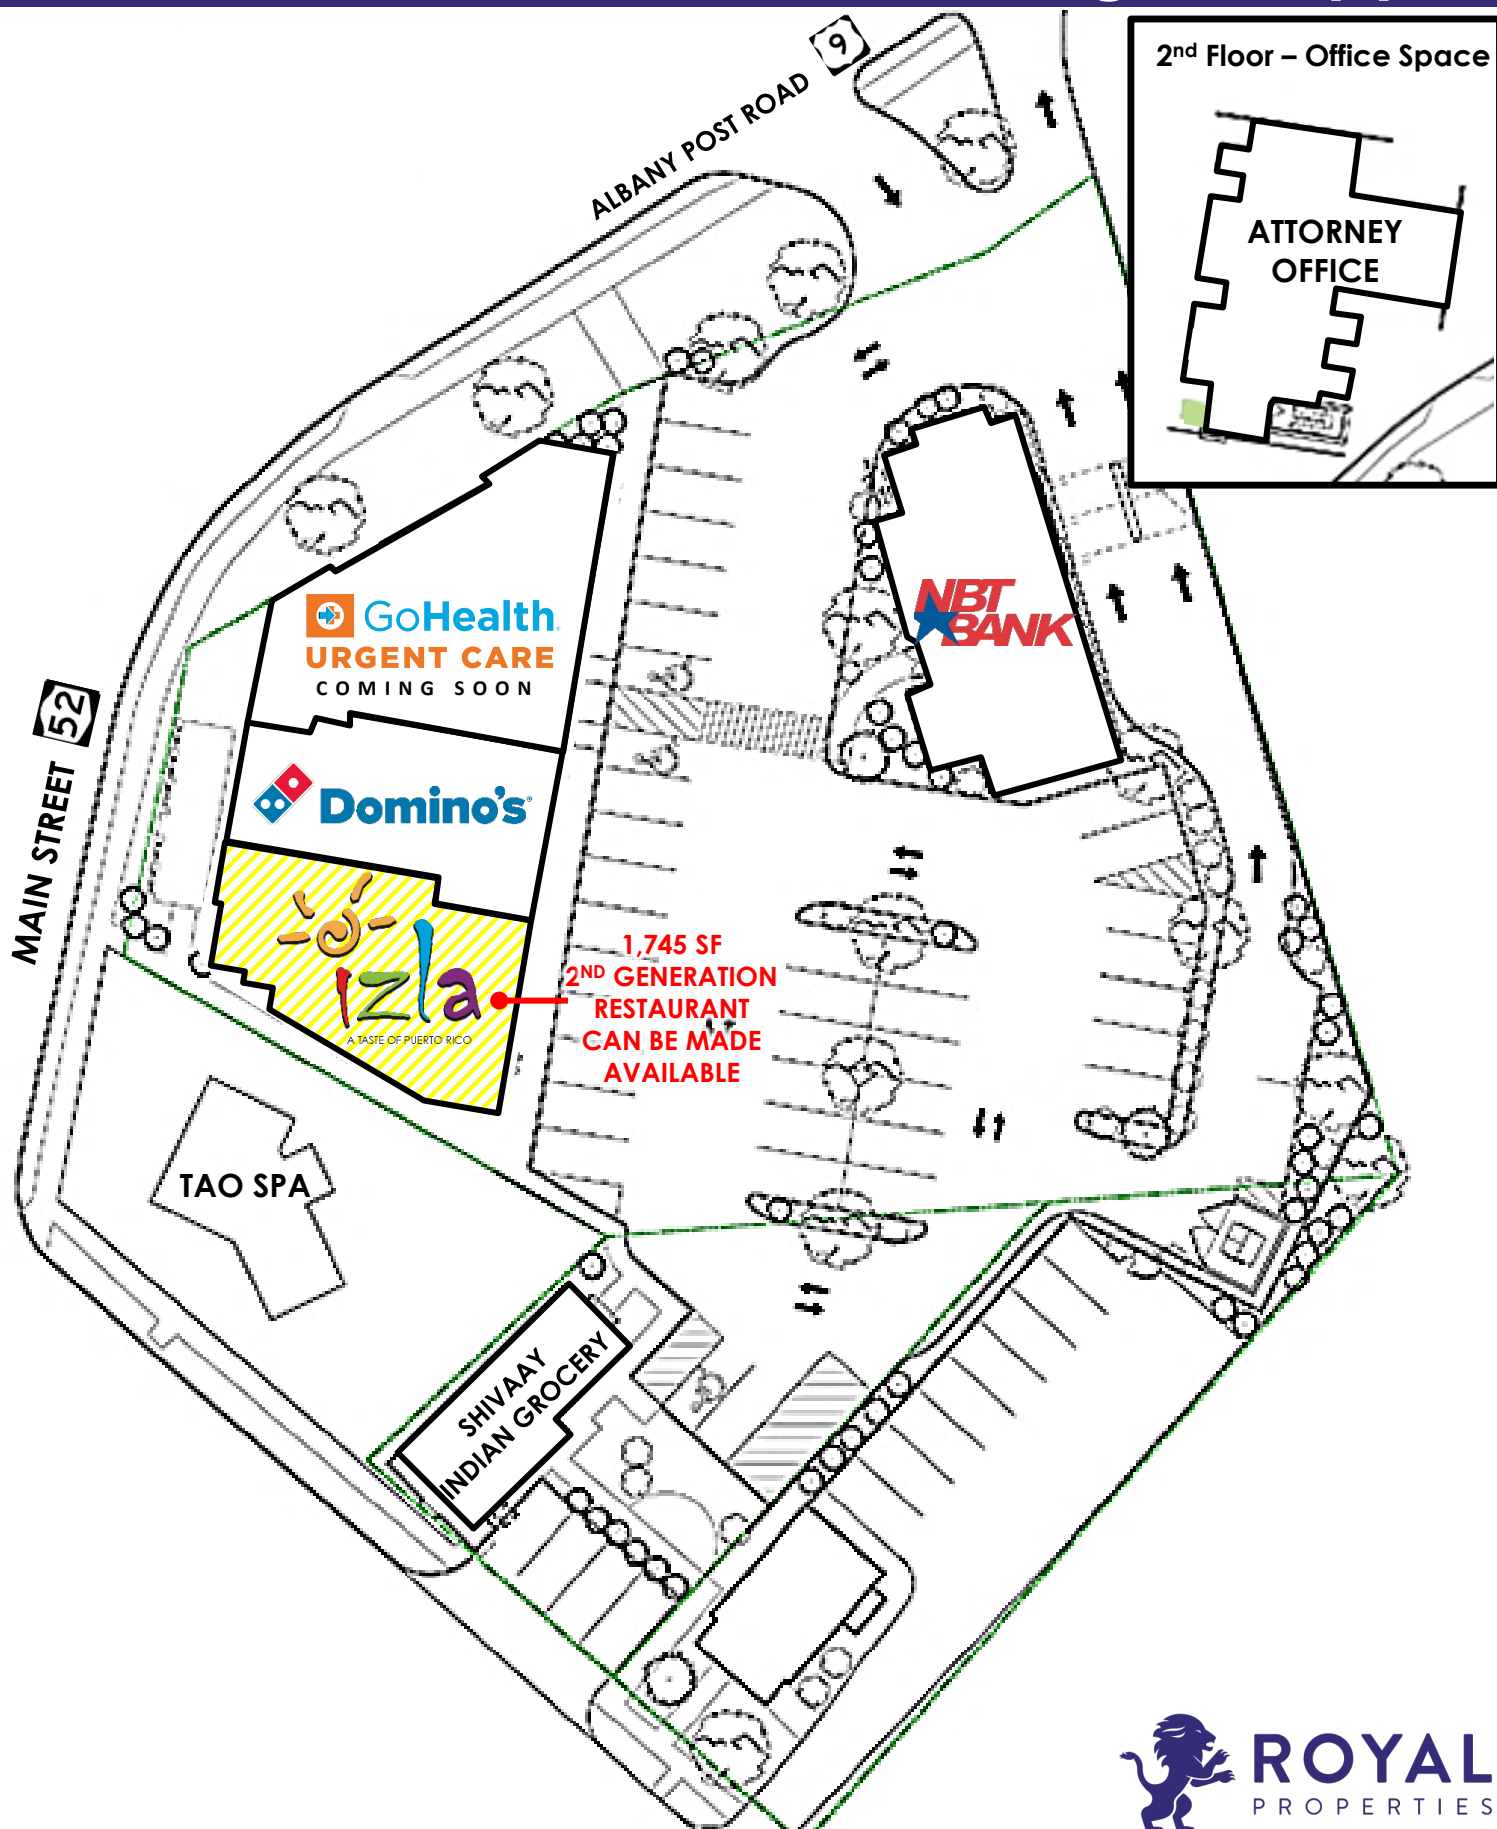 2nd Floor – Office Space
ATTORNEY
OFFICE
9
ALBANY POST ROAD
GoHealth
URGENT CARE
COMING SOON
NBT
BANK
52
MAIN STREET
Domino's
izla
A TASTE OF PUERTO RICO
1,745 SF
2ND GENERATION
RESTAURANT
CAN BE MADE
AVAILABLE
TAO SPA
SHIVAAY
INDIAN GROCERY
ROYAL
PROPERTIES